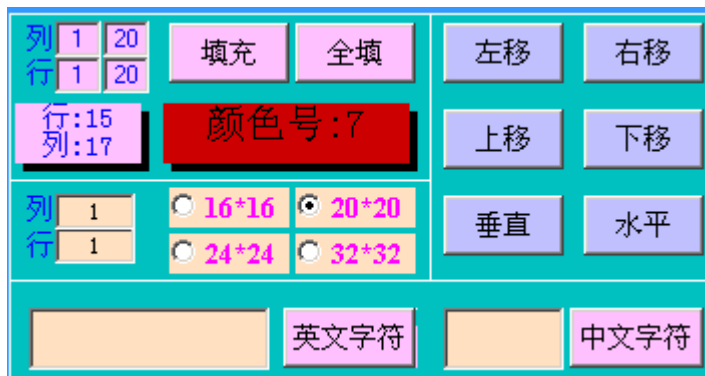 列 1 20 填充 全填 左移 右移
行 1 20
行:15 颜色号:7
列:17
上移 下移
列 1 16*16 20*20 垂直 水平
行 1 24*24 32*32
英文字符 中文字符